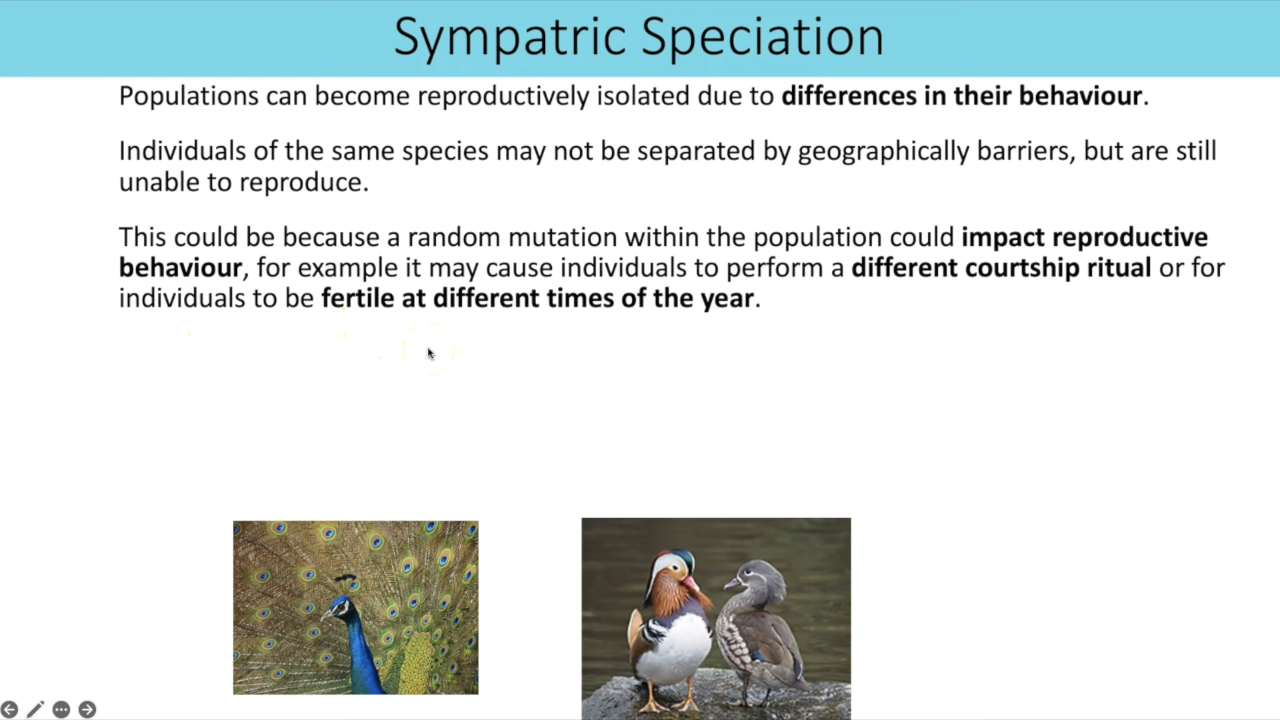 Sympatric Speciation
Populations can become reproductively isolated due to differences in their behaviour.
Individuals of the same species may not be separated by geographically barriers, but are still
unable to reproduce.
This could be because a random mutation within the population could impact reproductive
behaviour, for example it may cause individuals to perform a different courtship ritual or for
individuals to be fertile at different times of the year.